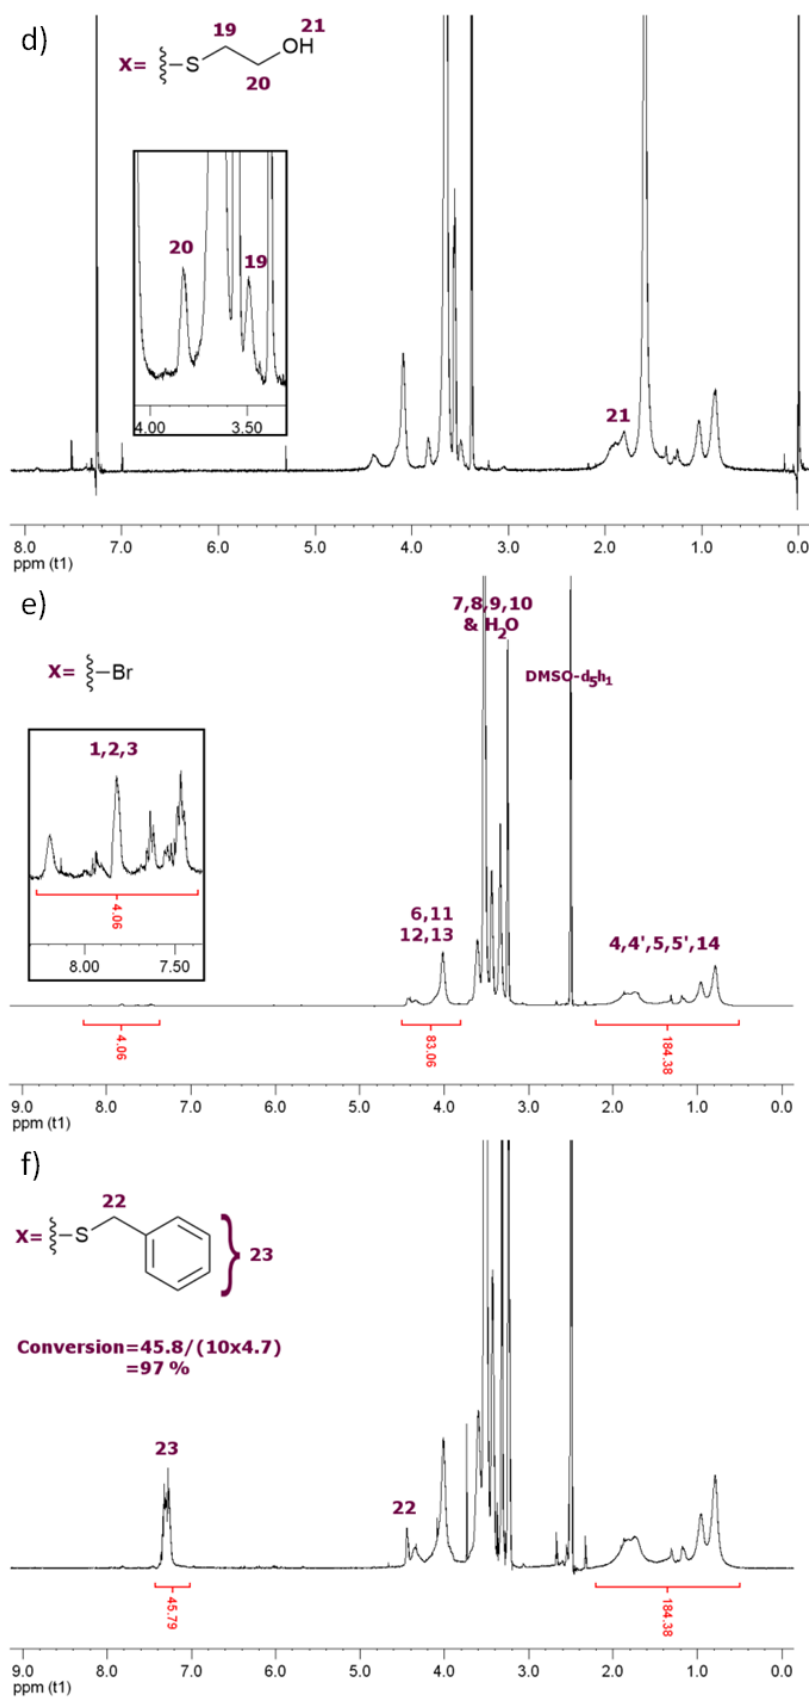 d)
21
19
OH
X=
S
20
20
19
4.00
3.50
21
8.0 7.0 6.0 5.0 4.0 3.0 2.0 1.0 0.0
ppm (t1)
e)
7,8,9,10
& H2O
X=
Br
DMSO-d5h1
1,2,3
4.06
8.00
7.50
6,11
12,13
4,4',5,5',14
4.06
83.06
184.38
9.0 8.0 7.0 6.0 5.0 4.0 3.0 2.0 1.0 0.0
ppm (t1)
f)
22
X=
S
23
Conversion=45.8/(10x4.7)
=97 %
23
22
45.79
184.38
9.0 8.0 7.0 6.0 5.0 4.0 3.0 2.0 1.0 0.0
ppm (t1)